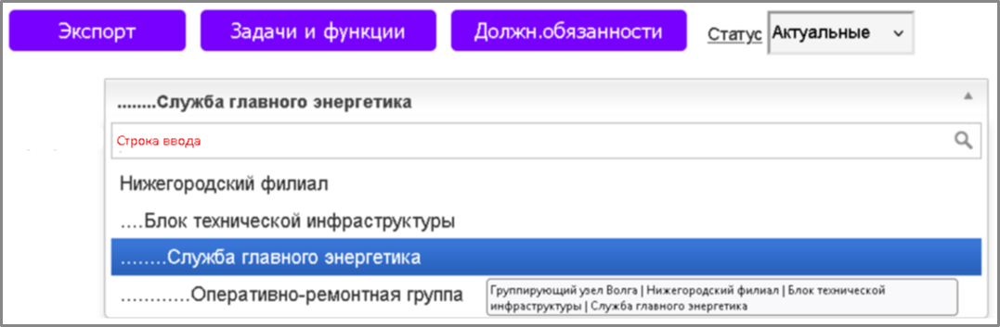 Экспорт Задачи и функции Должн.обязанности Статус Актуальные
........Служба главного энергетика
Строка ввода
Нижегородский филиал
....Блок технической инфраструктуры
........Служба главного энергетика
............Оперативно-ремонтная группа
Группирующий узел Волга | Нижегородский филиал | Блок технической
инфраструктуры | Служба главного энергетика